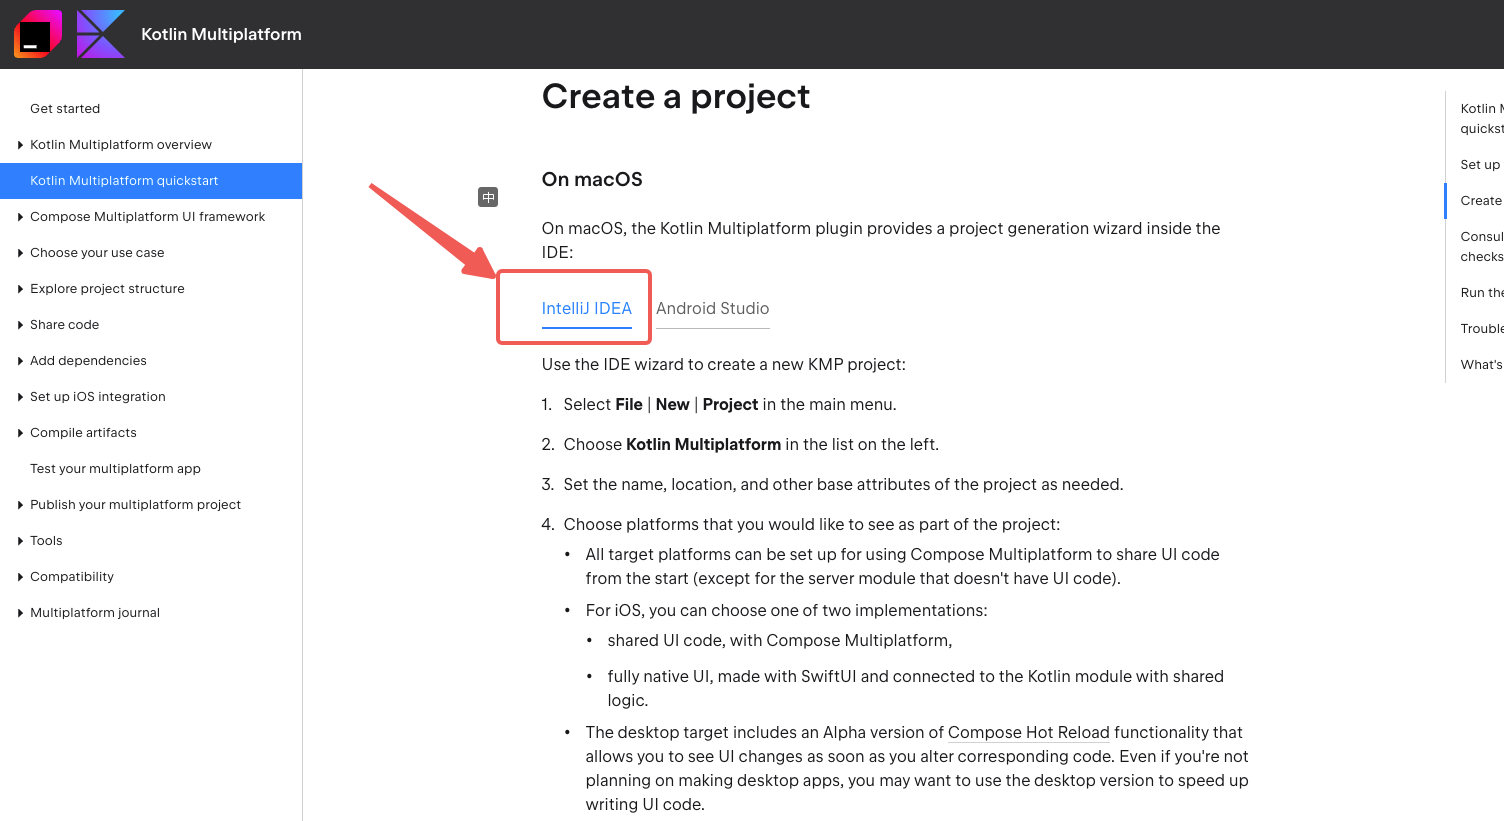 Kotlin Multiplatform
Get started
Kotlin Multiplatform overview
Kotlin Multiplatform quickstart
Compose Multiplatform UI framework
Choose your use case
Explore project structure
Share code
Add dependencies
Set up iOS integration
Compile artifacts
Test your multiplatform app
Publish your multiplatform project
Tools
Compatibility
Multiplatform journal
Create a project
On macOS
中
On macOS, the Kotlin Multiplatform plugin provides a project generation wizard inside the
IDE:
IntelliJ IDEA Android Studio
Use the IDE wizard to create a new KMP project:
1. Select File | New | Project in the main menu.
2. Choose Kotlin Multiplatform in the list on the left.
3. Set the name, location, and other base attributes of the project as needed.
4. Choose platforms that you would like to see as part of the project:
• All target platforms can be set up for using Compose Multiplatform to share UI code
from the start (except for the server module that doesn't have UI code).
• For iOS, you can choose one of two implementations:
• shared UI code, with Compose Multiplatform,
• fully native UI, made with SwiftUI and connected to the Kotlin module with shared
logic.
• The desktop target includes an Alpha version of Compose Hot Reload functionality that
allows you to see UI changes as soon as you alter corresponding code. Even if you're not
planning on making desktop apps, you may want to use the desktop version to speed up
writing UI code.
Kotlin
quickst
Set up
Create
Consul
checks
Run the
Trouble
What's